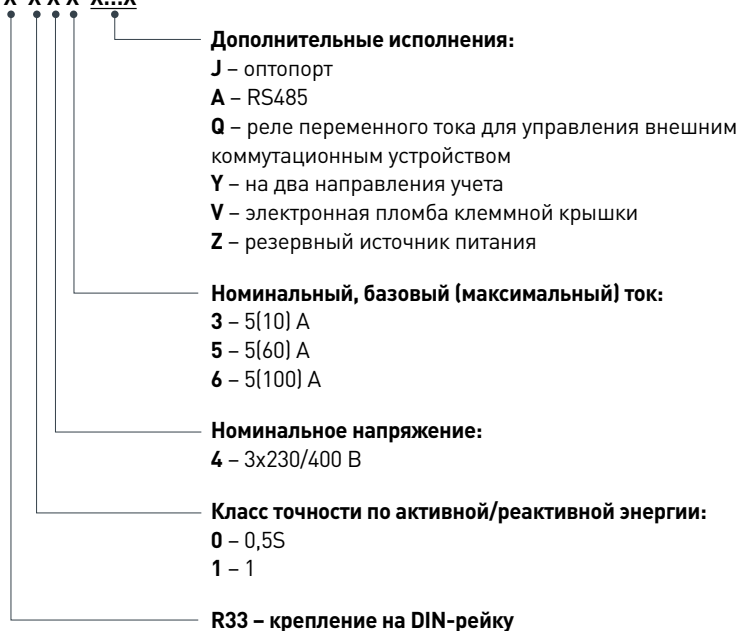 Дополнительные исполнения:
J – оптопорт
A – RS485
Q – реле переменного тока для управления внешним
коммутационным устройством
Y – на два направления учета
V – электронная пломба клеммной крышки
Z – резервный источник питания
Номинальный, базовый (максимальный) ток:
3 – 5(10) А
5 – 5(60) А
6 – 5(100) А
Номинальное напряжение:
4 – 3x230/400 В
Класс точности по активной/реактивной энергии:
0 – 0,5S
1 – 1
R33 – крепление на DIN-рейку